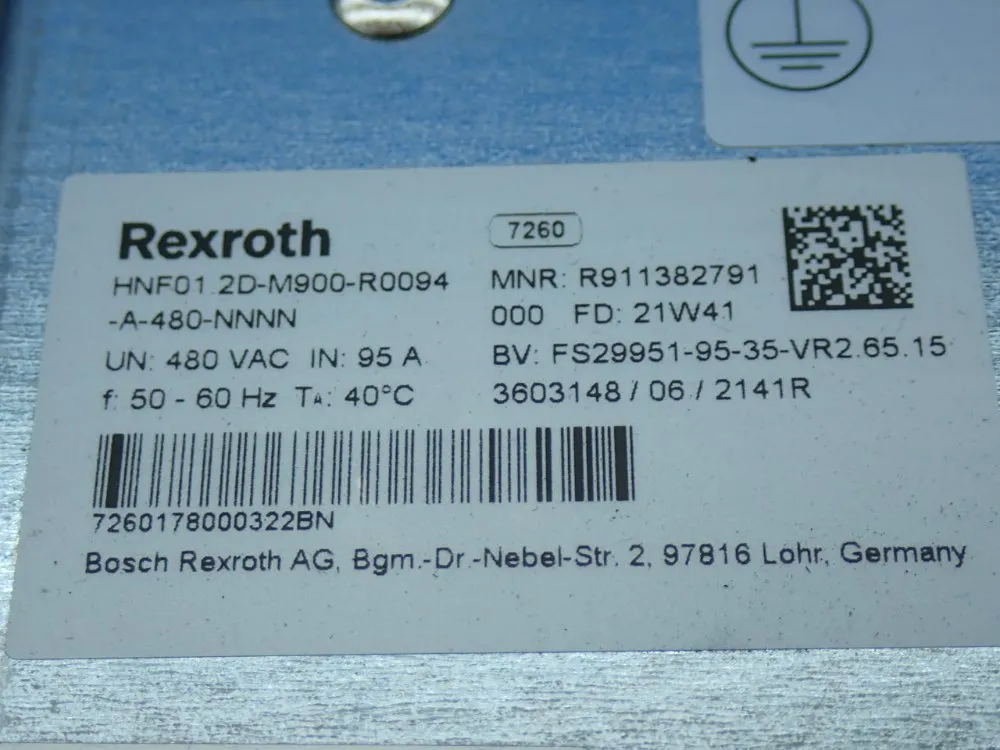 Rexroth
7260
HNF01.2D-M900-R0094
-A-480-NNNN
UN: 480 VAC IN: 95 A
f: 50 - 60 Hz TA: 40°C
MNR: R911382791
000 FD: 21W41
BV: FS29951-95-35-VR2.65.15
3603148 / 06 / 2141R
7260178000322BN
Bosch Rexroth AG, Bgm.-Dr.-Nebel-Str. 2, 97816 Lohr, Germany